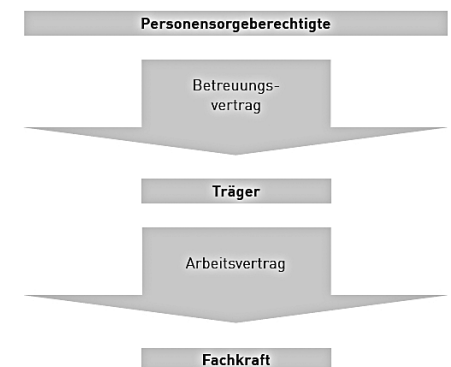 Personensorgeberechtigte
Betreuungs-
vertrag
Träger
Arbeitsvertrag
Fachkraft